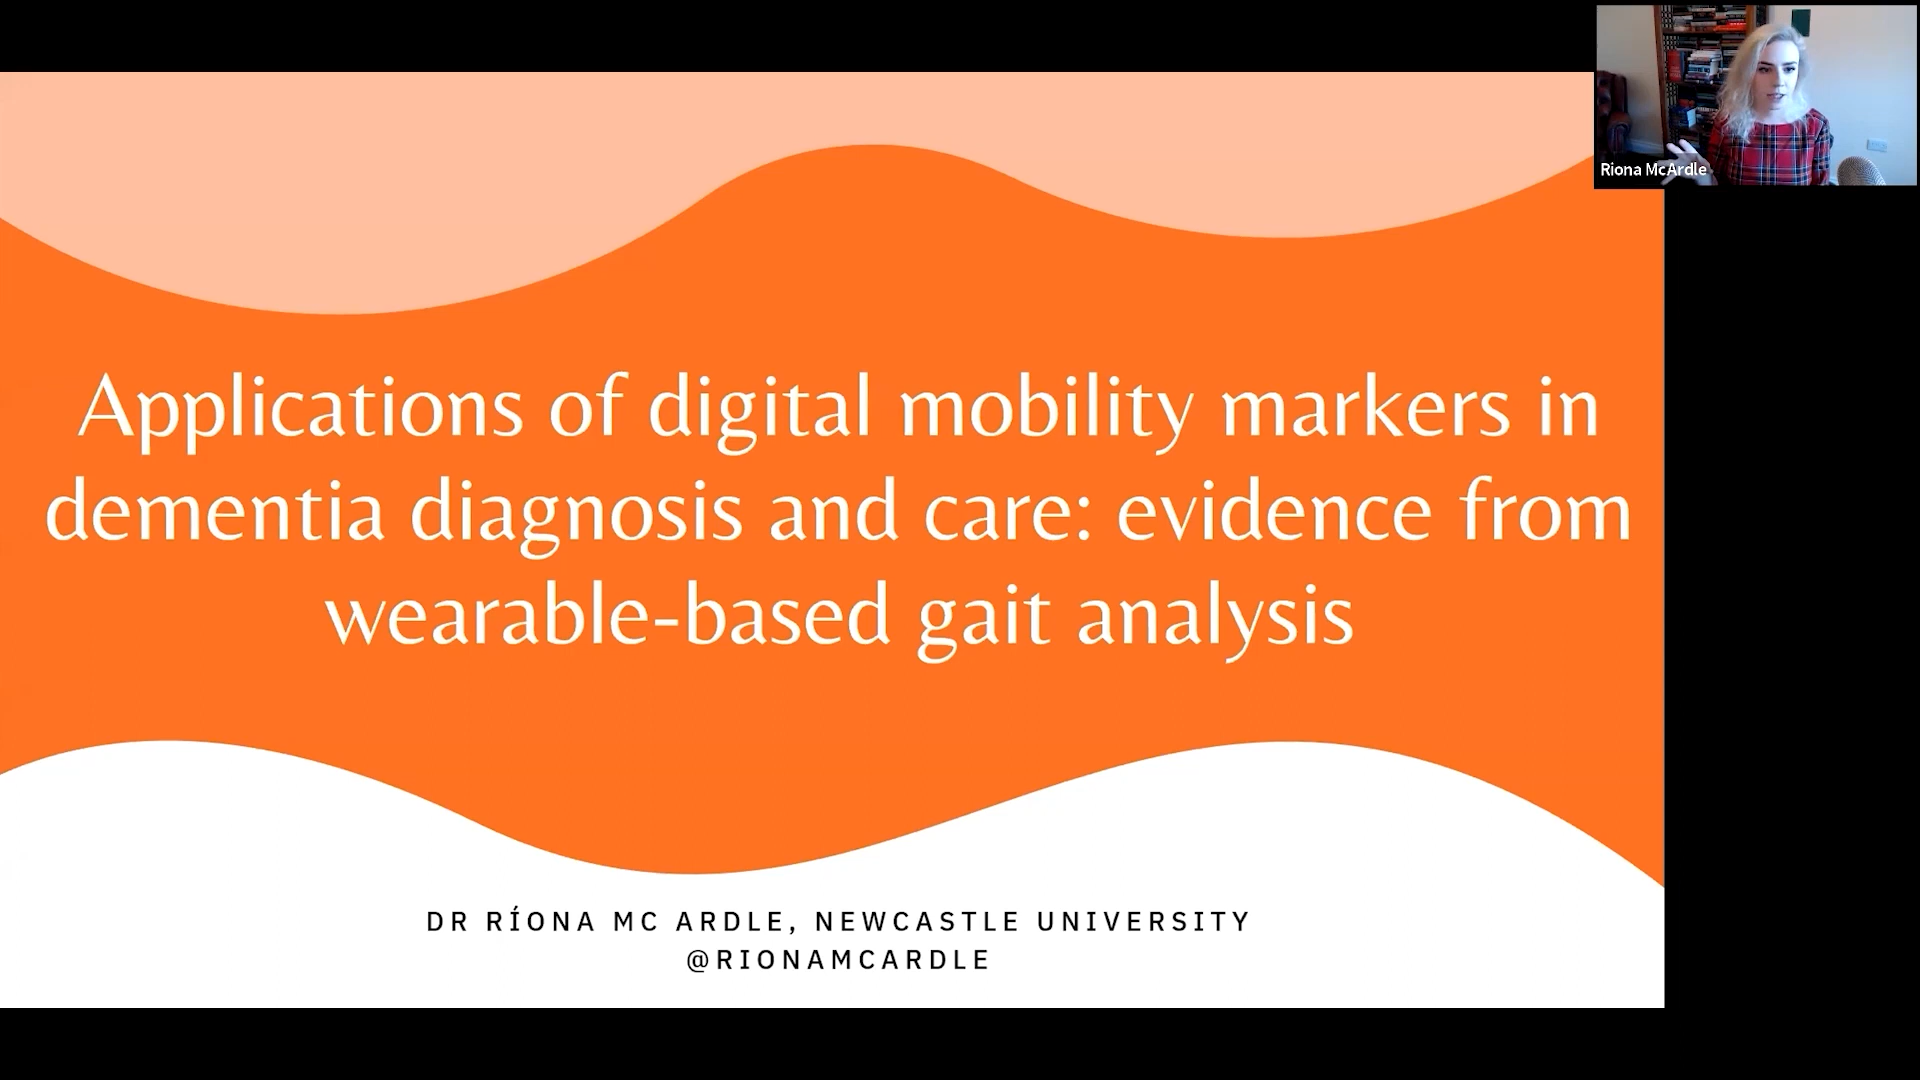 Riona McArdle
Applications of digital mobility markers in
dementia diagnosis and care: evidence from
wearable-based gait analysis
DR RÍONA MC ARDLE, NEWCASTLE UNIVERSITY
@RIONAMCARDLE